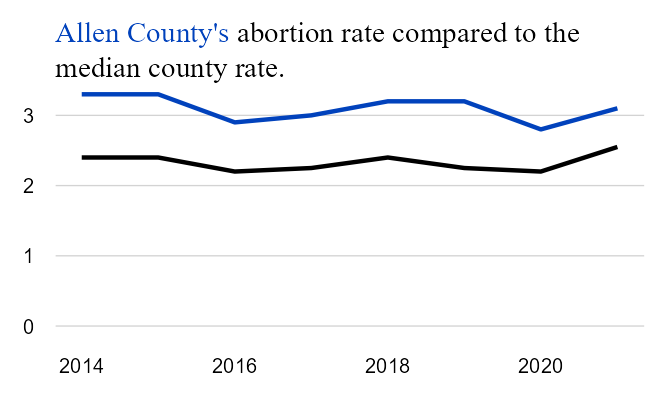 Allen County's abortion rate compared to the
median county rate.
3
2
1
0
2014 2016 2018 2020